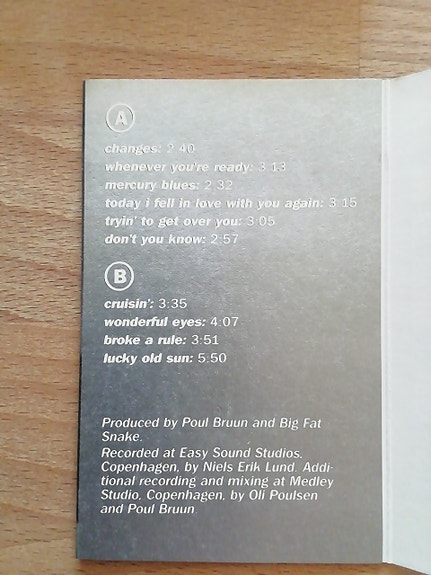 A
changes: 2:40
whenever you're ready: 3:13
mercury blues: 2:32
today i fell in love with you again: 3:15
tryin' to get over you: 3:05
don't you know: 2:57
B
cruisin': 3:35
wonderful eyes: 4:07
broke a rule: 3:51
lucky old sun: 5:50
Produced by Poul Bruun and Big Fat
Snake.
Recorded at Easy Sound Studios,
Copenhagen, by Niels Erik Lund. Addi-
tional recording and mixing at Medley
Studio, Copenhagen, by Oli Poulsen
and Poul Bruun